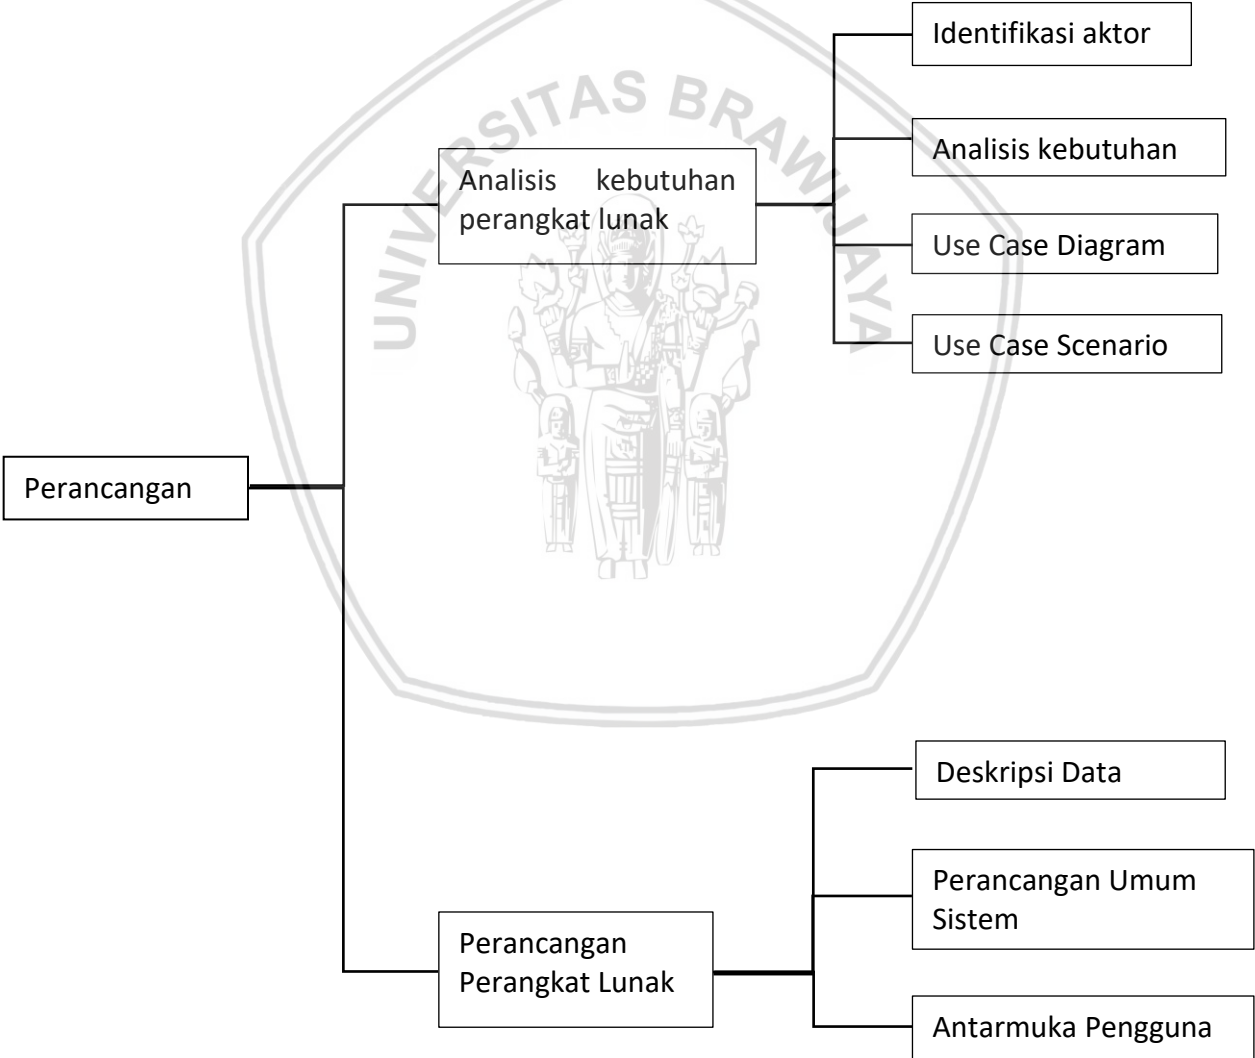 Identifikasi aktor
UNIVERSITAS BRAWIJAYA
Analisis kebutuhan
Analisis kebutuhan
perangkat lunak
Use Case Diagram
Use Case Scenario
Perancangan
Deskripsi Data
Perancangan Umum
Sistem
Perancangan
Perangkat Lunak
Antarmuka Pengguna